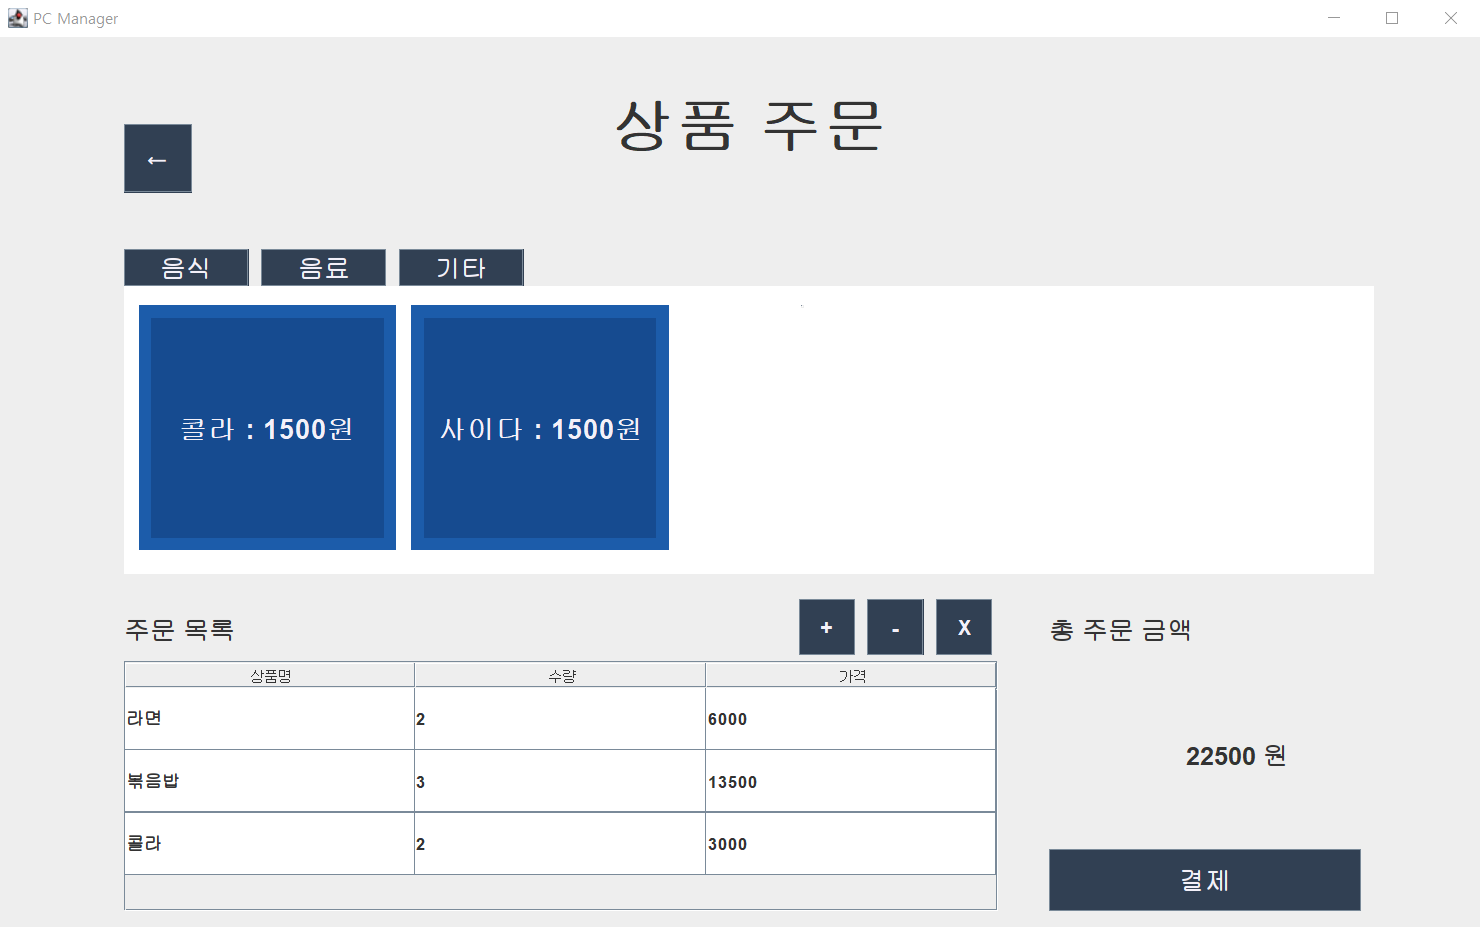 PC Manager
상품 주문
←
음식 음료 기타
콜라 : 1500원 사이다 : 1500원
주문 목록 + - X 총 주문 금액
상품명 수량 가격
라면 2 6000
볶음밥 3 13500
콜라 2 3000
22500 원
결제